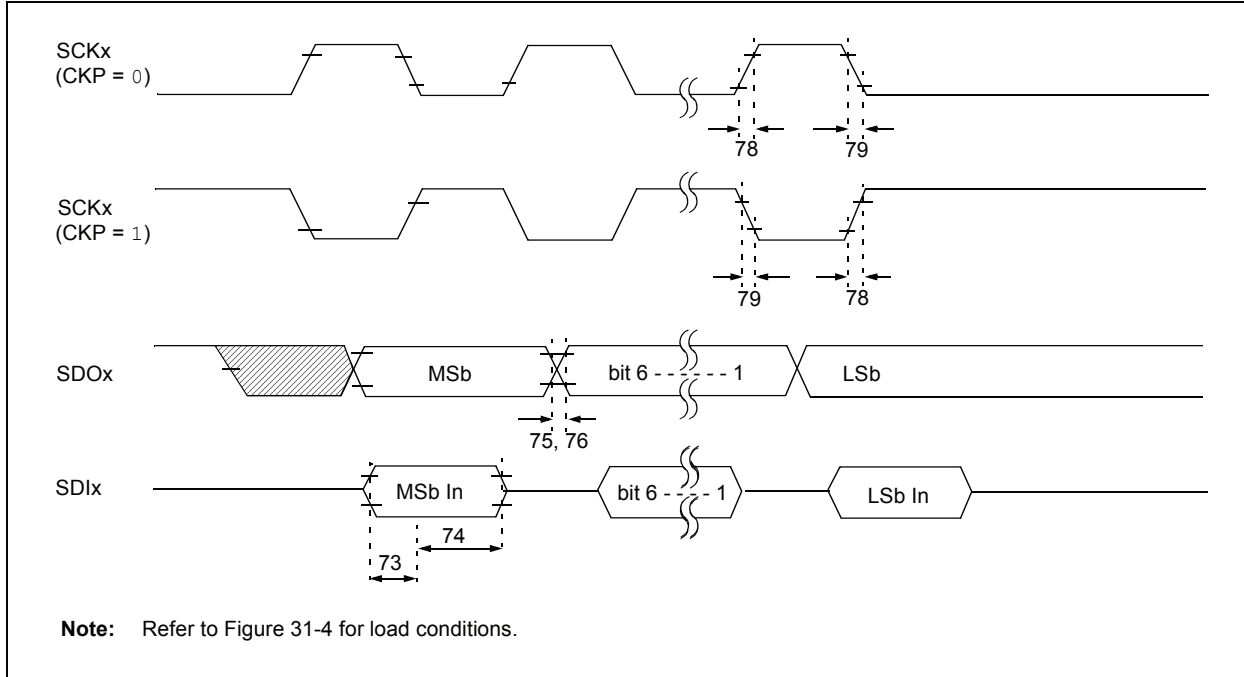 SCKx
(CKP = 0)
78
79
SCKx
(CKP = 1)
79
78
SDOx
MSb
bit 6 - - - - - - 1
LSb
75, 76
SDIx
MSb In
bit 6 - - - - 1
LSb In
74
73
Note: Refer to Figure 31-4 for load conditions.